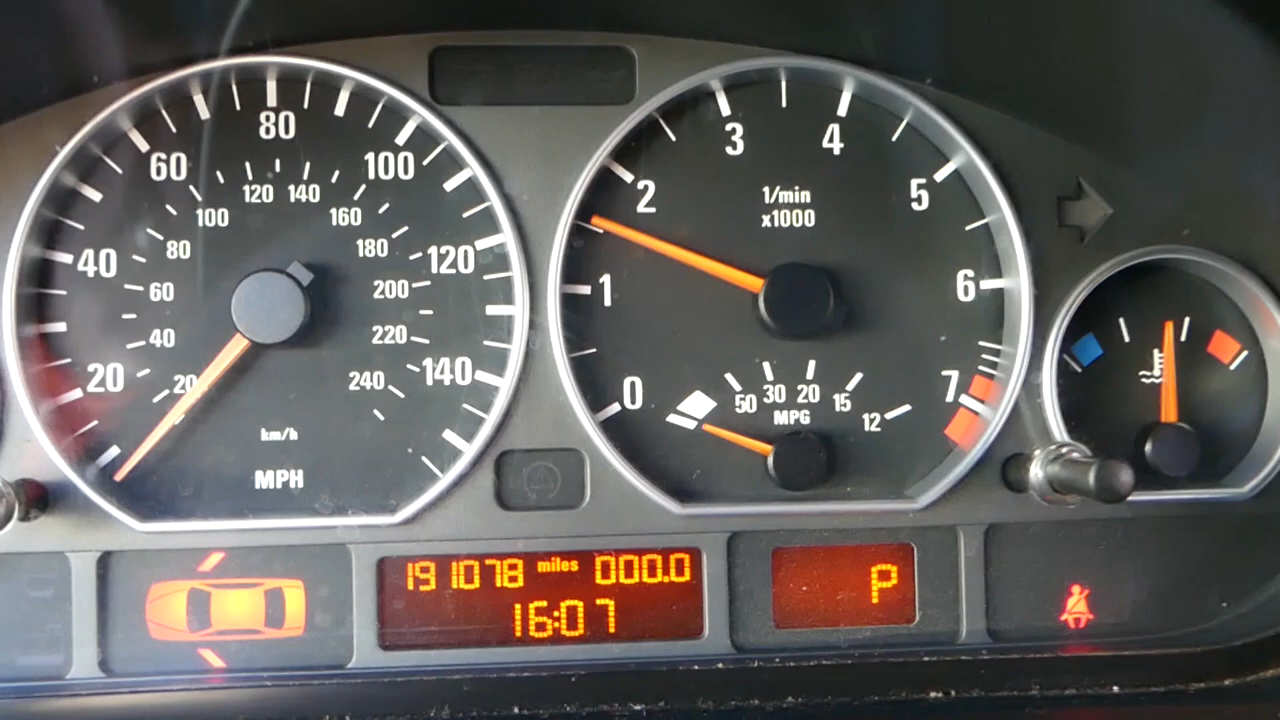 20 40 60 80 100 120 140
20 40 60 80 100 120 140 160 180 200 220 240
km/h
MPH
0 1 2 3 4 5 6 7
1/min
x1000
50 30 20 15 12
MPG
191078 miles 000.0
16:07
P